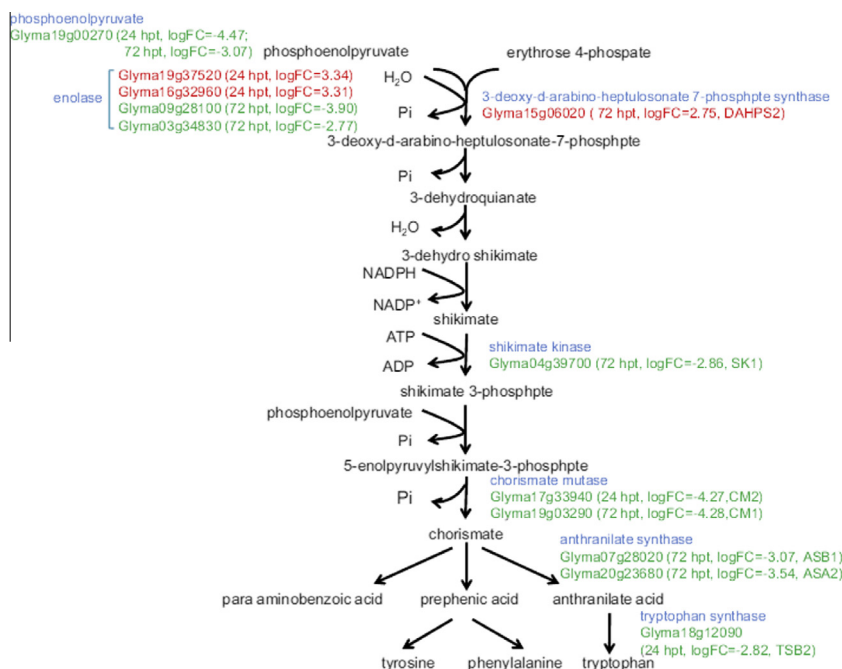 phosphoenolpyruvate
Glyma19g00270 (24 hpt, logFC=-4.47;
72 hpt, logFC=-3.07)
phosphoenolpyruvate
erythrose 4-phospate
enolase
Glyma19g37520 (24 hpt, logFC=3.34)
Glyma16g32960 (24 hpt, logFC=3.31)
Glyma09g28100 (72 hpt, logFC=-3.90)
Glyma03g34830 (72 hpt, logFC=-2.77)
H₂O
Pi
3-deoxy-d-arabino-heptulosonate 7-phosphpte synthase
Glyma15g06020 ( 72 hpt, logFC=2.75, DAHPS2)
3-deoxy-d-arabino-heptulosonate-7-phosphpte
Pi
3-dehydroquianate
H₂O
3-dehydro shikimate
NADPH
NADP⁺
shikimate
ATP
ADP
shikimate kinase
Glyma04g39700 (72 hpt, logFC=-2.86, SK1)
shikimate 3-phosphpte
phosphoenolpyruvate
Pi
5-enolpyruvylshikimate-3-phosphpte
Pi
chorismate mutase
Glyma17g33940 (24 hpt, logFC=-4.27,CM2)
Glyma19g03290 (72 hpt, logFC=-4.28,CM1)
chorismate
anthranilate synthase
Glyma07g28020 (72 hpt, logFC=-3.07, ASB1)
Glyma20g23680 (72 hpt, logFC=-3.54, ASA2)
para aminobenzoic acid
prephenic acid
anthranilate acid
tryptophan synthase
Glyma18g12090
(24 hpt, logFC=-2.82, TSB2)
tyrosine
phenylalanine
tryptophan